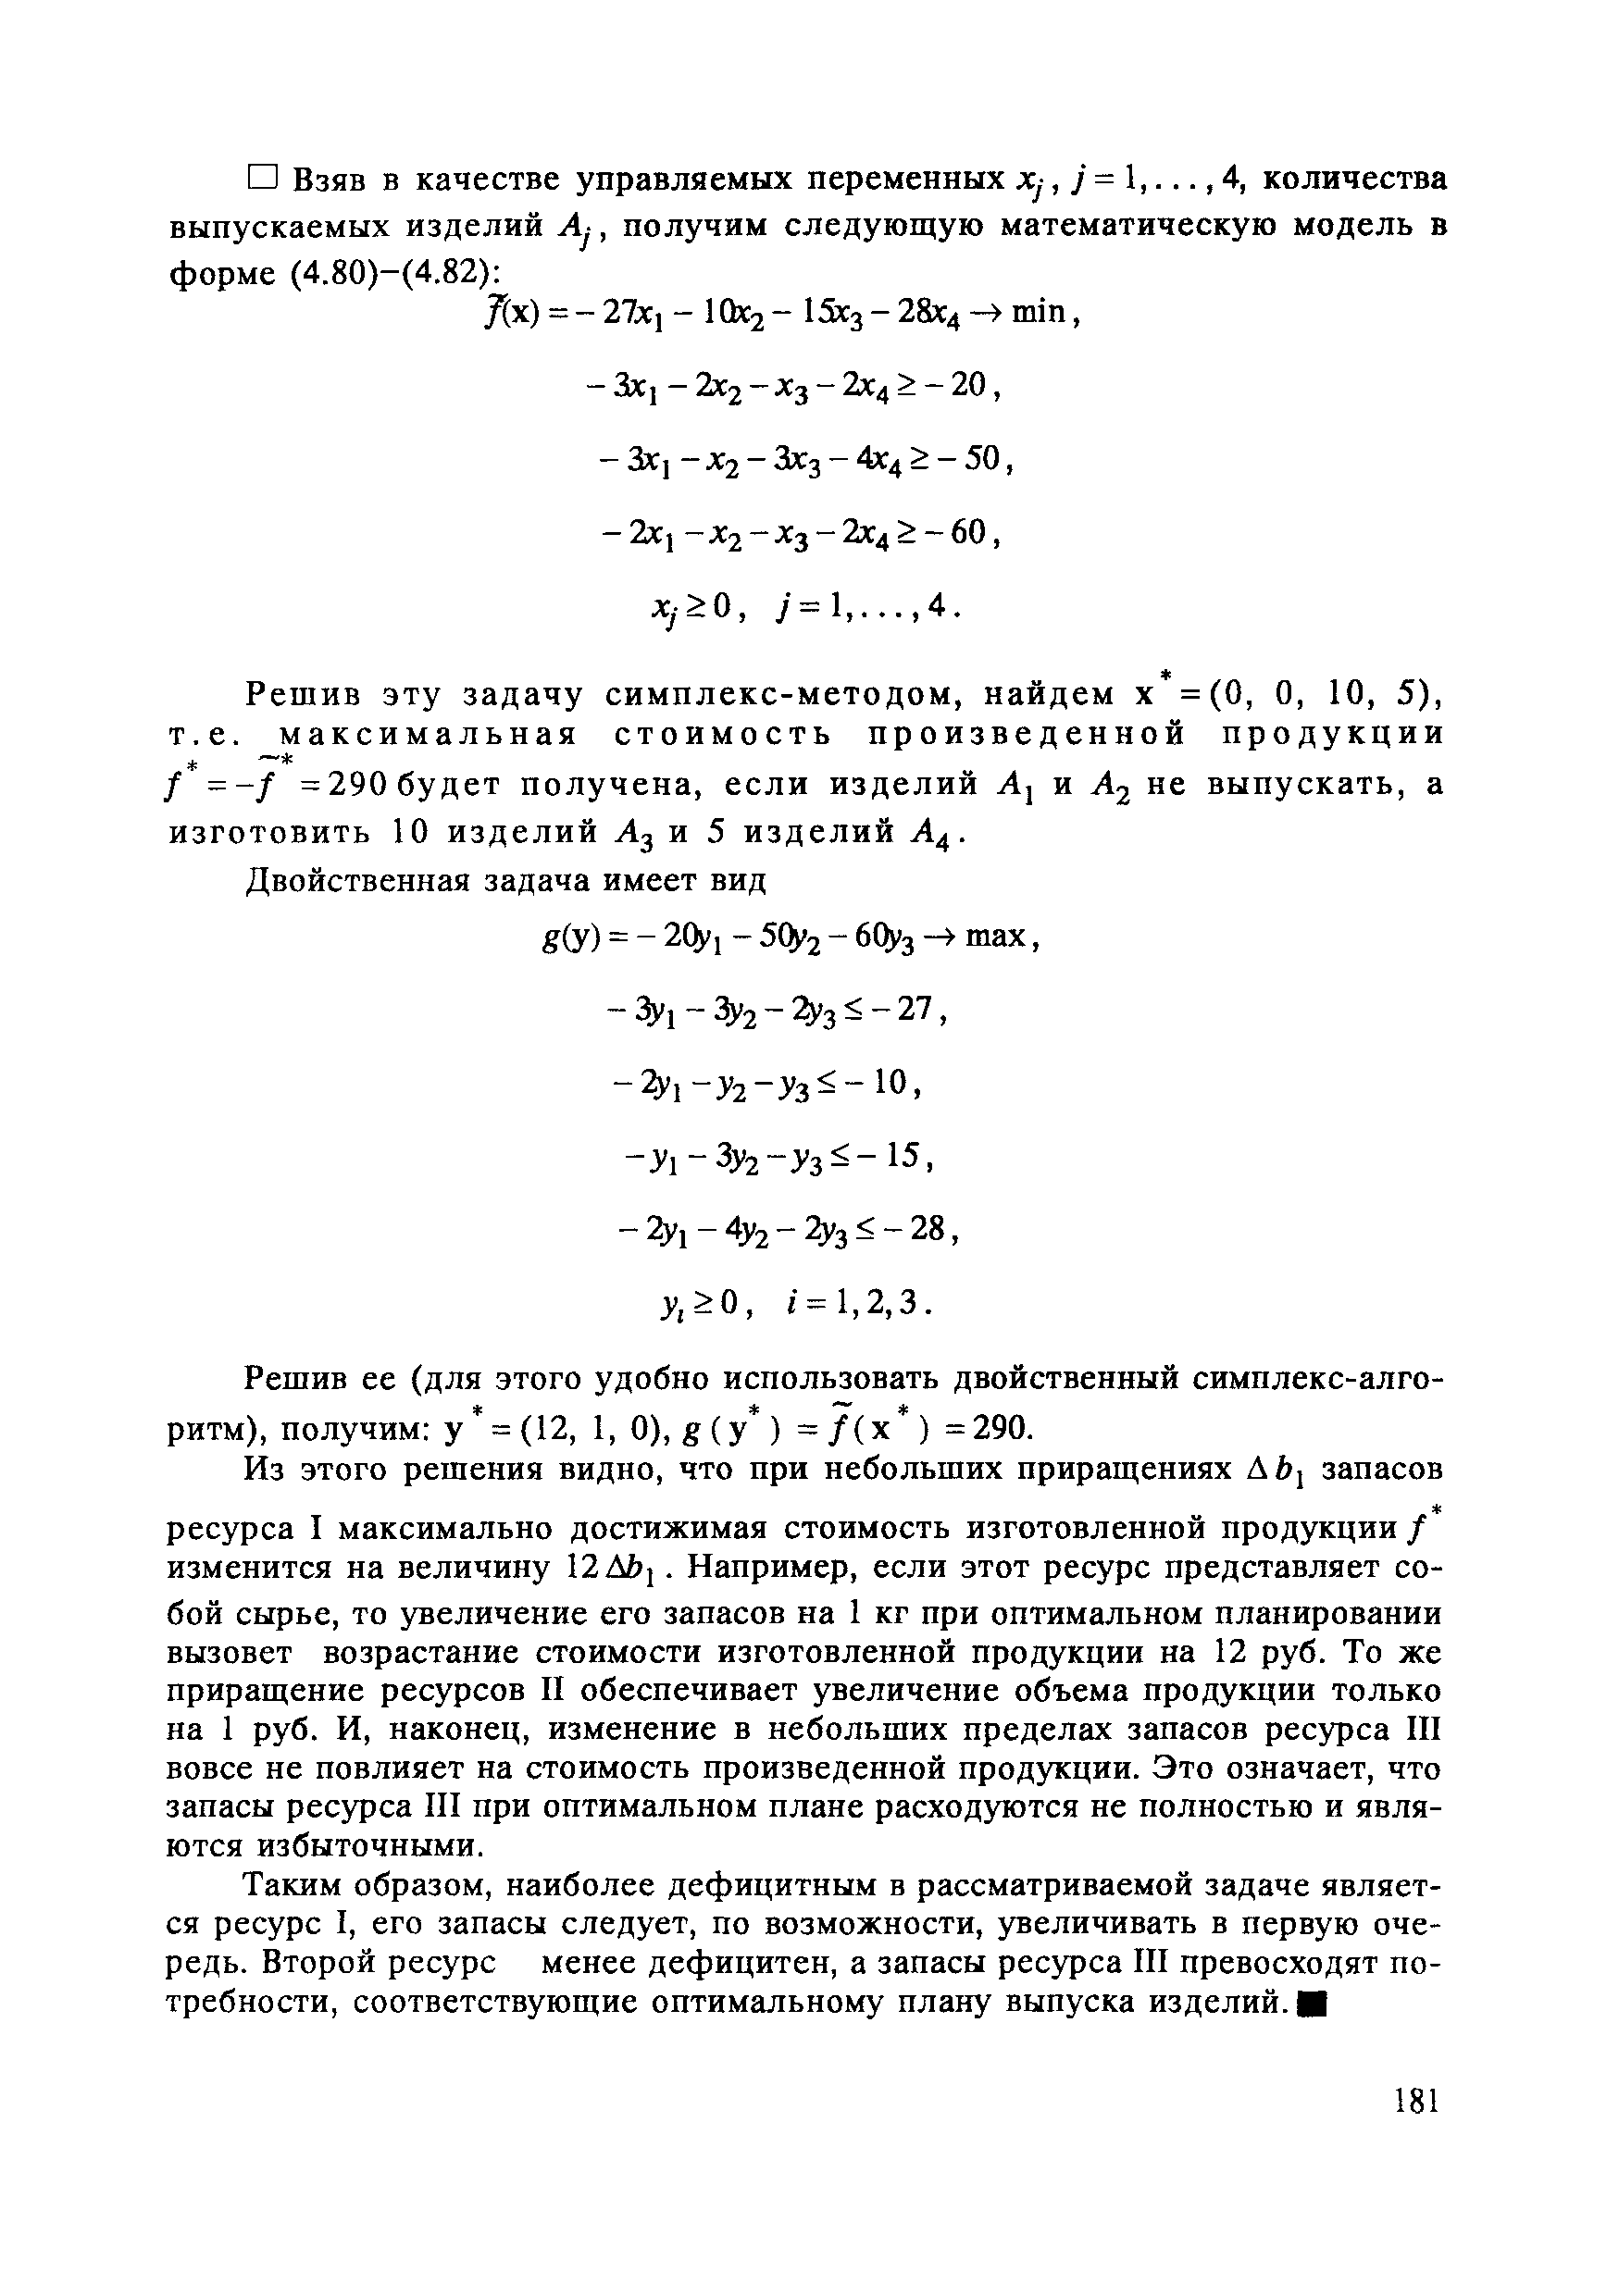 □ Взяв в качестве управляемых переменных xⱼ, j = 1,...,4, количества
выпускаемых изделий Aⱼ, получим следующую математическую модель в
форме (4.80)–(4.82):
f̃(x) = – 27x₁ – 10x₂ – 15x₃ – 28x₄ → min,
– 3x₁ – 2x₂ – x₃ – 2x₄ ≥ – 20,
– 3x₁ – x₂ – 3x₃ – 4x₄ ≥ – 50,
– 2x₁ – x₂ – x₃ – 2x₄ ≥ – 60,
xⱼ ≥ 0, j = 1,...,4.
Решив эту задачу симплекс-методом, найдем x* = (0, 0, 10, 5),
т.е. максимальная стоимость произведенной продукции
f* = –f̃* = 290 будет получена, если изделий A₁ и A₂ не выпускать, а
изготовить 10 изделий A₃ и 5 изделий A₄.
Двойственная задача имеет вид
g(y) = – 20y₁ – 50y₂ – 60y₃ → max,
– 3y₁ – 3y₂ – 2y₃ ≤ – 27,
– 2y₁ – y₂ – y₃ ≤ – 10,
– y₁ – 3y₂ – y₃ ≤ – 15,
– 2y₁ – 4y₂ – 2y₃ ≤ – 28,
yᵢ ≥ 0, i = 1,2,3.
Решив ее (для этого удобно использовать двойственный симплекс-алго-
ритм), получим: y* = (12, 1, 0), g(y*) = f̃(x*) = 290.
Из этого решения видно, что при небольших приращениях Δb₁ запасов
ресурса I максимально достижимая стоимость изготовленной продукции f*
изменится на величину 12Δb₁. Например, если этот ресурс представляет со-
бой сырье, то увеличение его запасов на 1 кг при оптимальном планировании
вызовет возрастание стоимости изготовленной продукции на 12 руб. То же
приращение ресурсов II обеспечивает увеличение объема продукции только
на 1 руб. И, наконец, изменение в небольших пределах запасов ресурса III
вовсе не повлияет на стоимость произведенной продукции. Это означает, что
запасы ресурса III при оптимальном плане расходуются не полностью и явля-
ются избыточными.
Таким образом, наиболее дефицитным в рассматриваемой задаче являет-
ся ресурс I, его запасы следует, по возможности, увеличивать в первую оче-
редь. Второй ресурс менее дефицитен, а запасы ресурса III превосходят по-
требности, соответствующие оптимальному плану выпуска изделий. ■
181